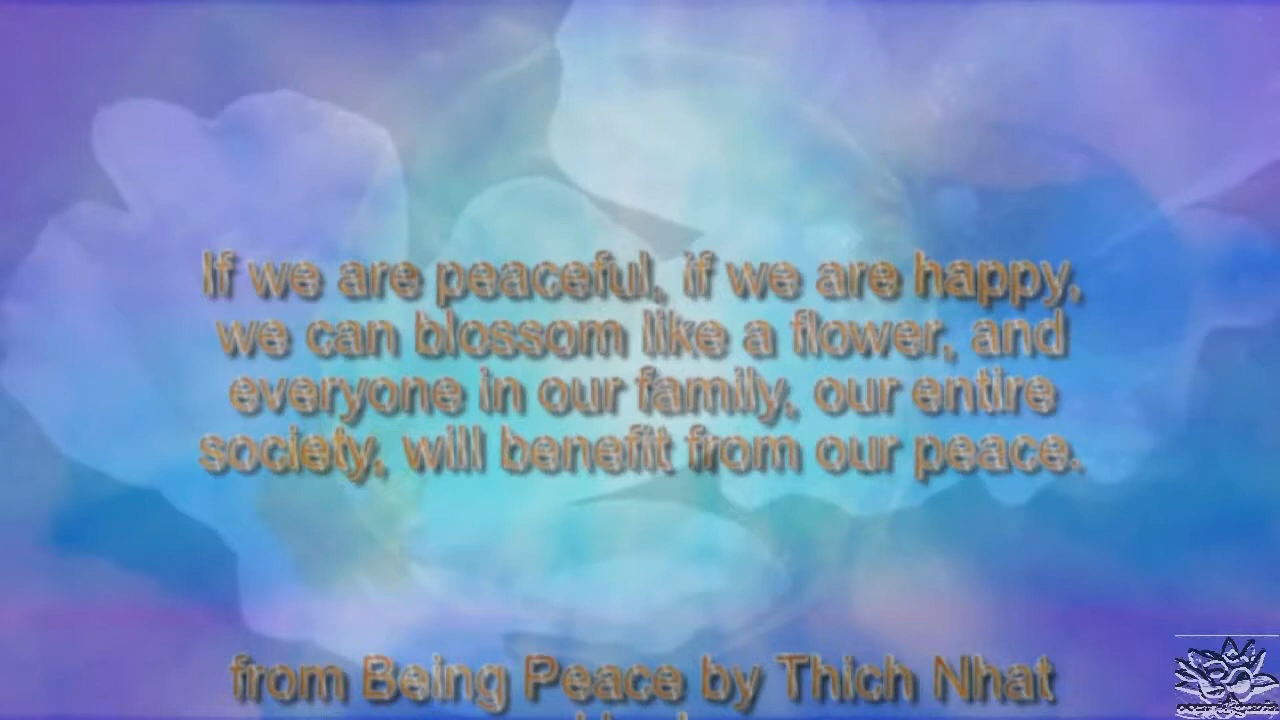 If we are peaceful, if we are happy,
we can blossom like a flower, and
everyone in our family, our entire
society, will benefit from our peace.
from Being Peace by Thich Nhat